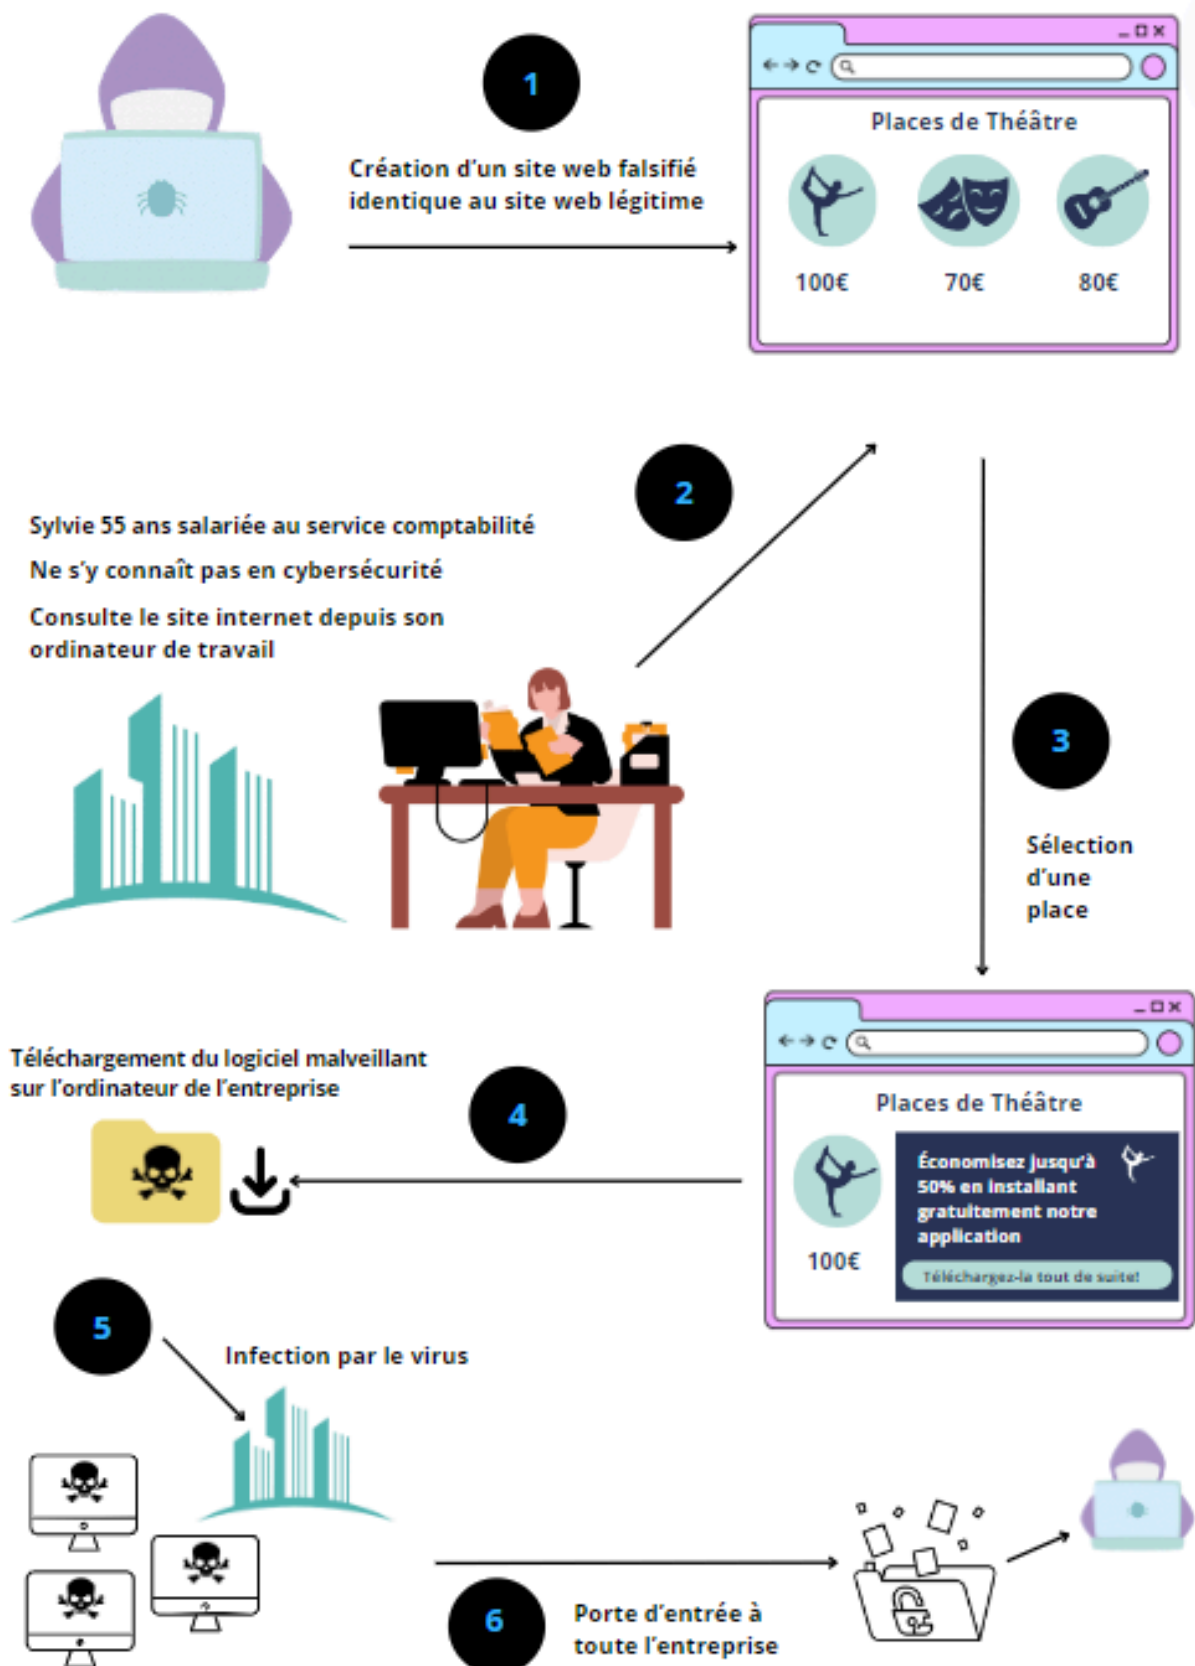 1
Création d'un site web falsifié
identique au site web légitime
Places de Théâtre
100€ 70€ 80€
2
Sylvie 55 ans salariée au service comptabilité
Ne s'y connaît pas en cybersécurité
Consulte le site internet depuis son
ordinateur de travail
3
Sélection
d'une
place
Places de Théâtre
Économisez jusqu'à
50% en installant
gratuitement notre
application
100€
Téléchargez-la tout de suite!
4
Téléchargement du logiciel malveillant
sur l'ordinateur de l'entreprise
5
Infection par le virus
6
Porte d'entrée à
toute l'entreprise